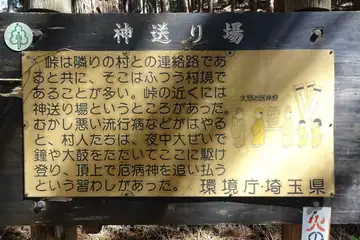 神送り場
峠は隣りの村との連絡路であ
ると共に、そこはふつう村境で
あることが多い。峠の近くには
神送り場というところがあった。
むかし悪い流行病などがはやる
と、村人たちは、夜中大ぜいで
鐘や太鼓をたたいてここに駆け
登り、頂上で厄病神を追い払う
という習わしがあった。
環境庁・埼玉県
火の